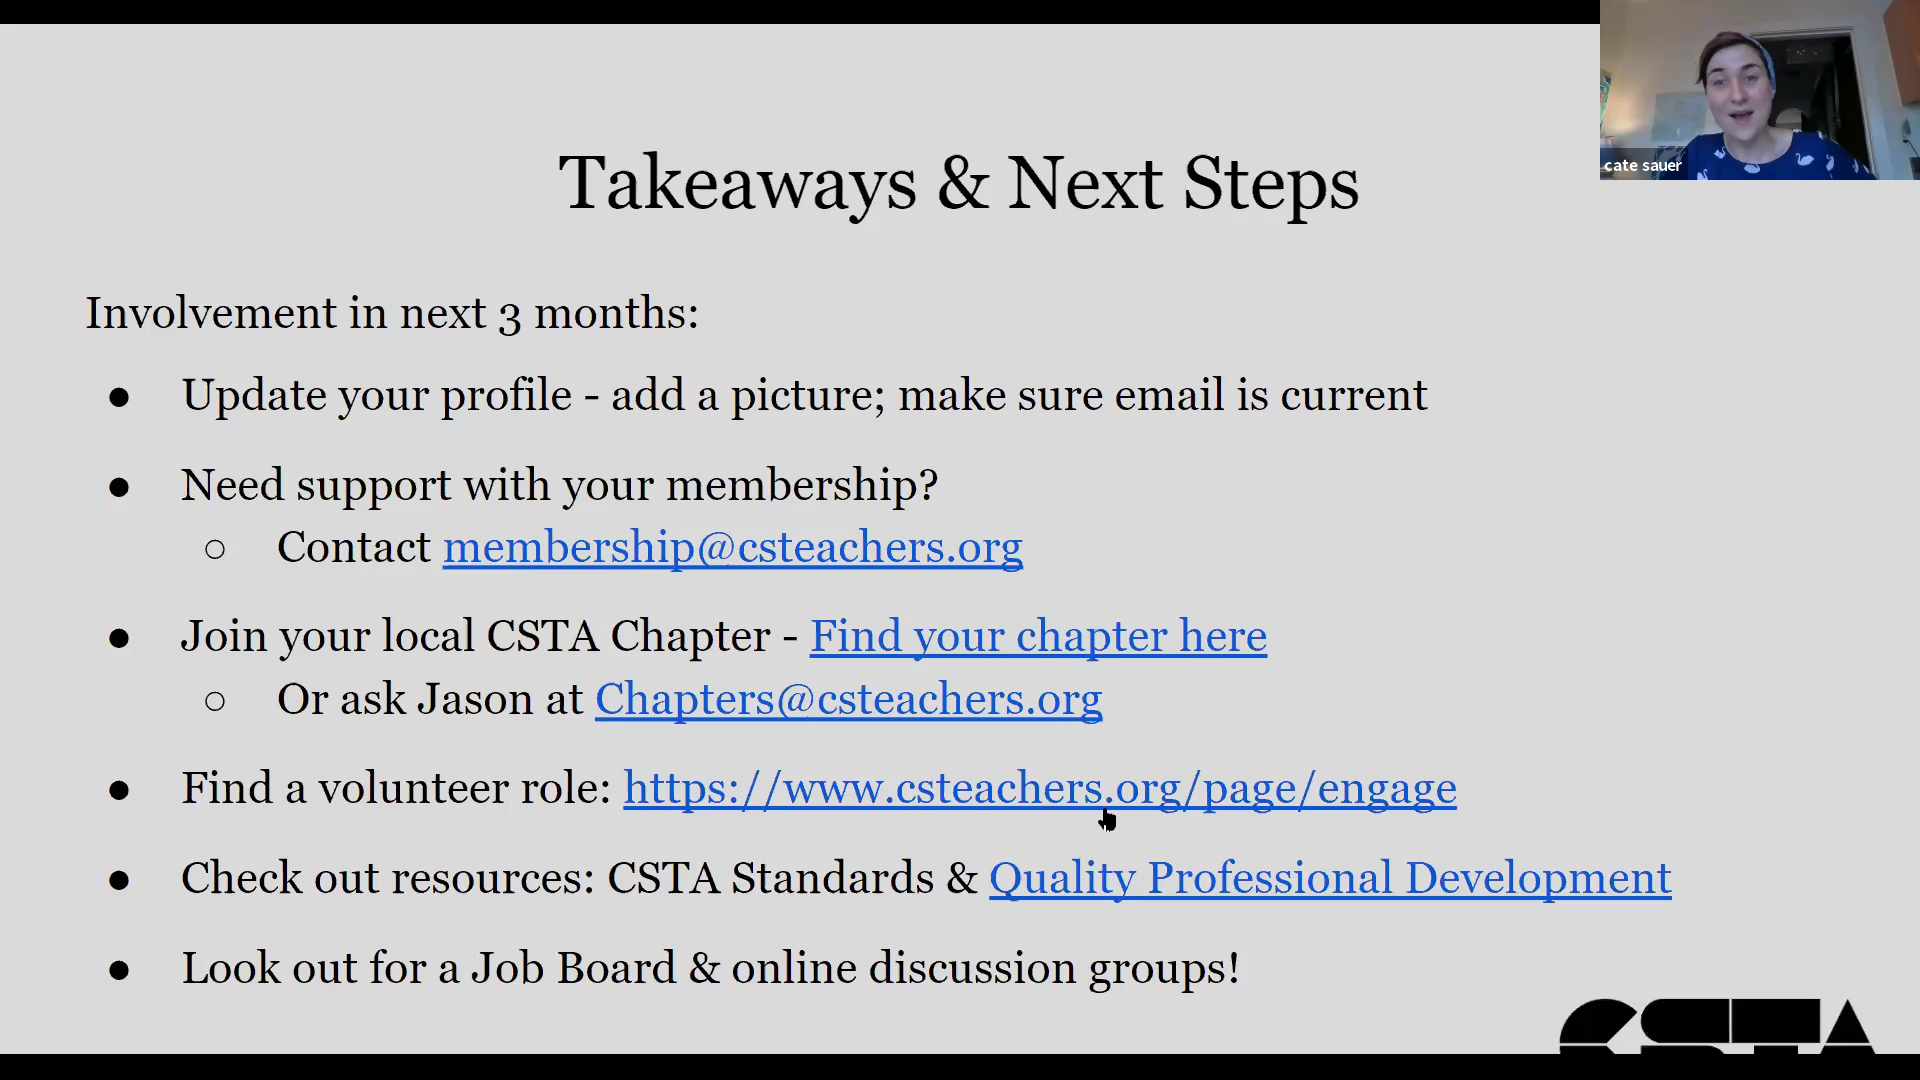 cate sauer
Takeaways & Next Steps
Involvement in next 3 months:
● Update your profile - add a picture; make sure email is current
● Need support with your membership?
○ Contact membership@csteachers.org
● Join your local CSTA Chapter - Find your chapter here
○ Or ask Jason at Chapters@csteachers.org
● Find a volunteer role: https://www.csteachers.org/page/engage
● Check out resources: CSTA Standards & Quality Professional Development
● Look out for a Job Board & online discussion groups!
CSTA